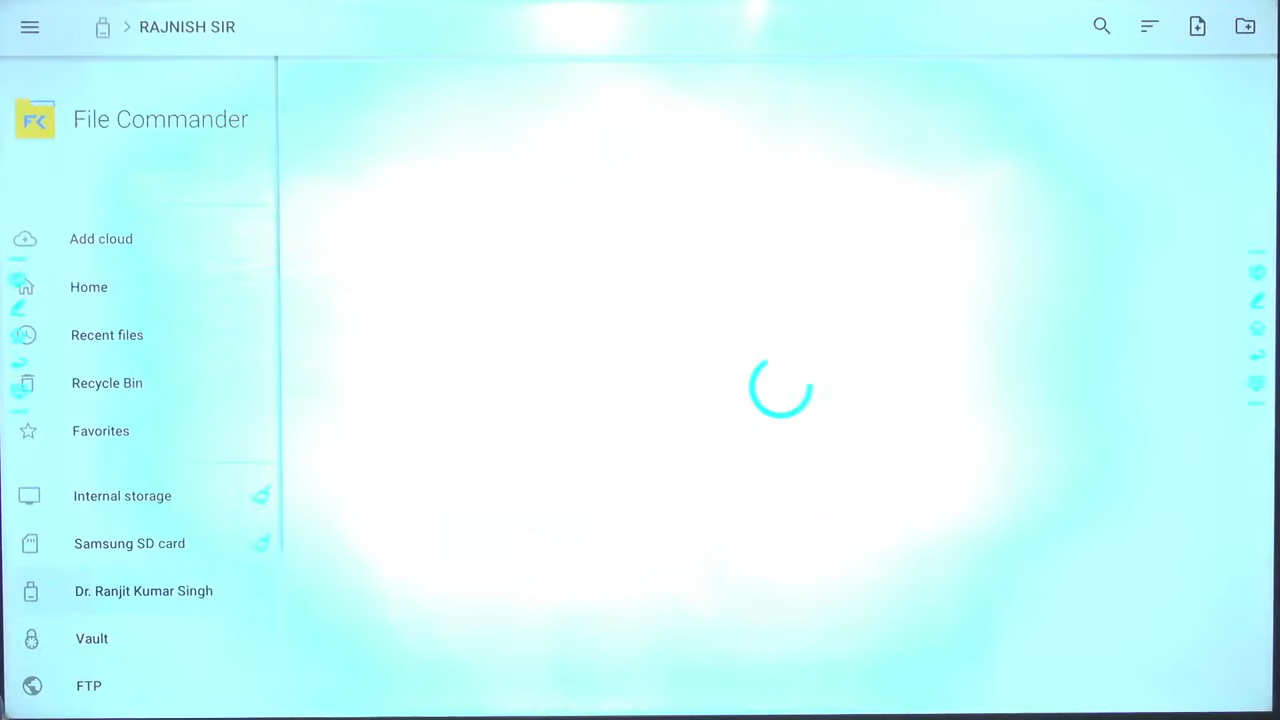 RAJNISH SIR
FK
File Commander
Add cloud
Home
Recent files
Recycle Bin
Favorites
Internal storage
Samsung SD card
Dr. Ranjit Kumar Singh
Vault
FTP